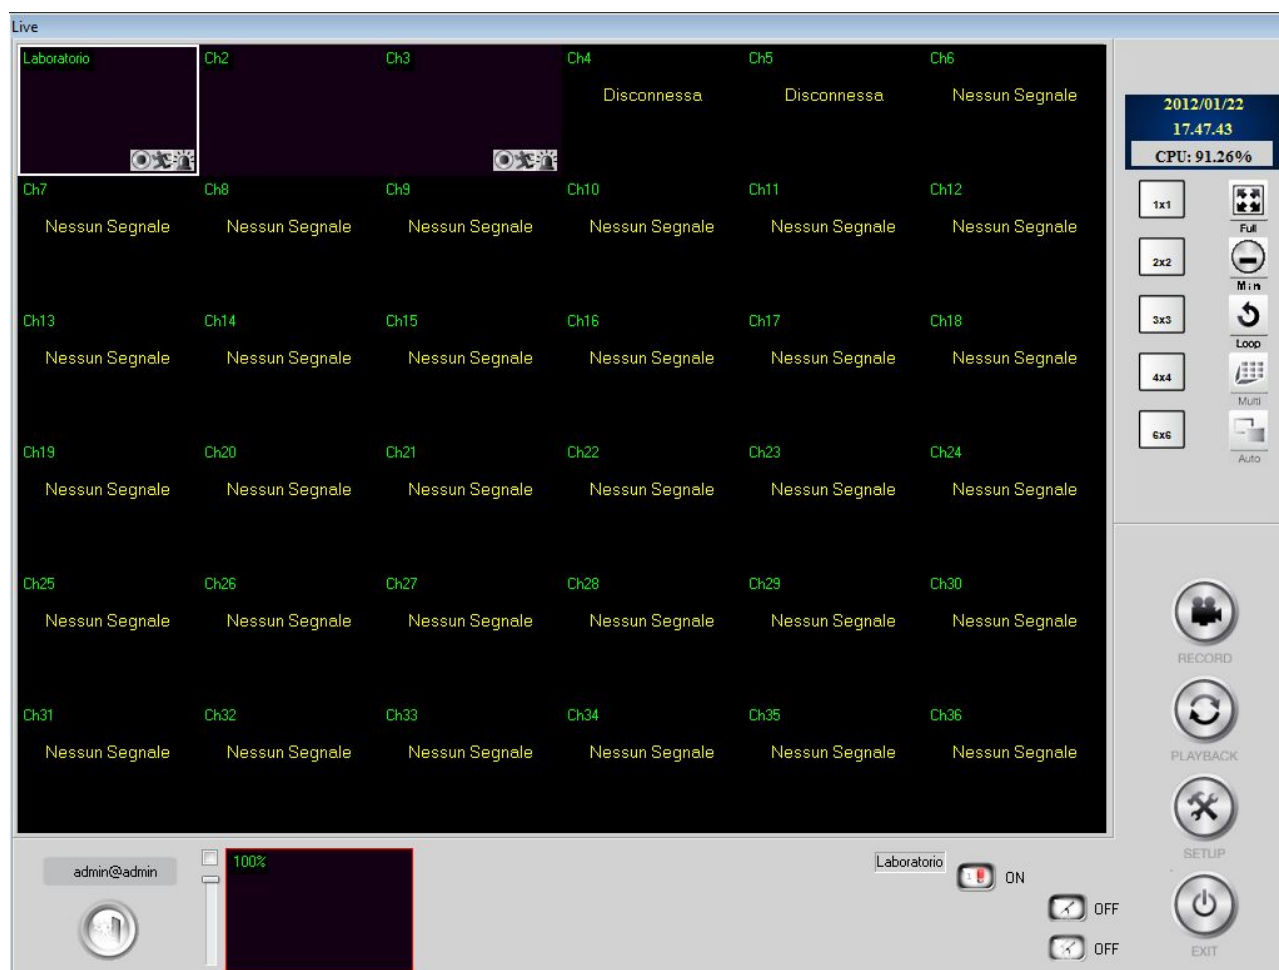 Live
Laboratorio Ch2 Ch3 Ch4 Ch5 Ch6
Disconnessa Disconnessa Nessun Segnale
Ch7 Ch8 Ch9 Ch10 Ch11 Ch12
Nessun Segnale Nessun Segnale Nessun Segnale Nessun Segnale Nessun Segnale Nessun Segnale
Ch13 Ch14 Ch15 Ch16 Ch17 Ch18
Nessun Segnale Nessun Segnale Nessun Segnale Nessun Segnale Nessun Segnale Nessun Segnale
Ch19 Ch20 Ch21 Ch22 Ch23 Ch24
Nessun Segnale Nessun Segnale Nessun Segnale Nessun Segnale Nessun Segnale Nessun Segnale
Ch25 Ch26 Ch27 Ch28 Ch29 Ch30
Nessun Segnale Nessun Segnale Nessun Segnale Nessun Segnale Nessun Segnale Nessun Segnale
Ch31 Ch32 Ch33 Ch34 Ch35 Ch36
Nessun Segnale Nessun Segnale Nessun Segnale Nessun Segnale Nessun Segnale Nessun Segnale
2012/01/22
17.47.43
CPU: 91.26%
1x1
Full
2x2
Min
3x3
Loop
4x4
Multi
6x6
Auto
RECORD
PLAYBACK
SETUP
EXIT
admin@admin
100%
Laboratorio
1
ON
OFF
OFF